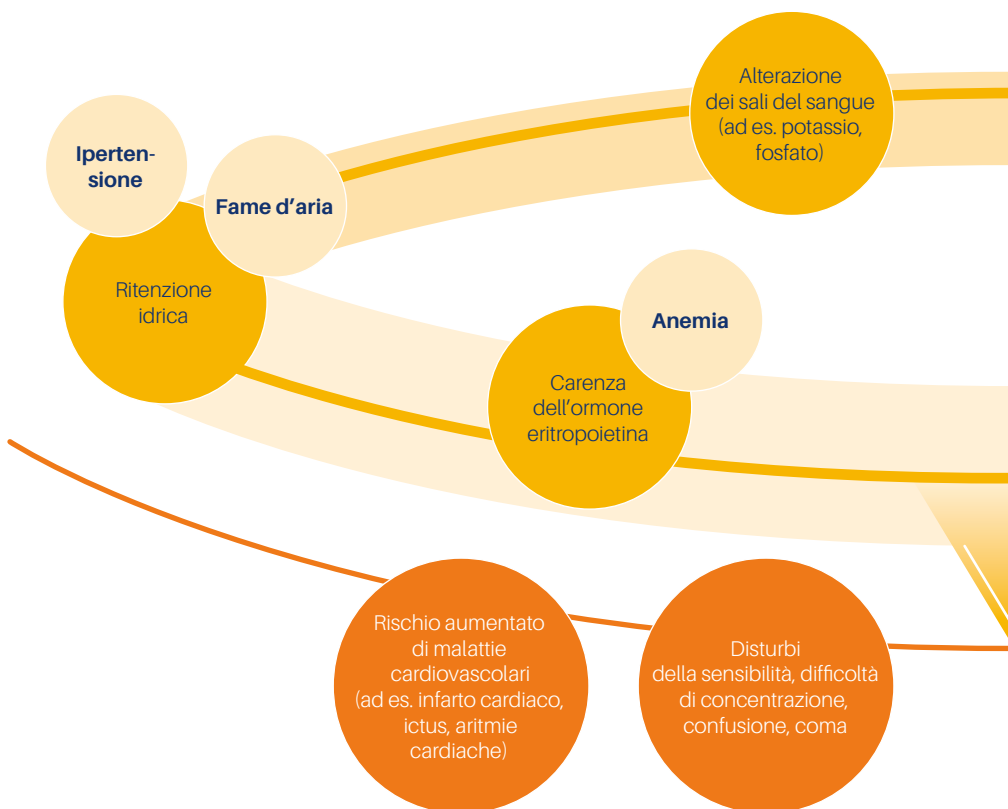 Alterazione
dei sali del sangue
(ad es. potassio,
fosfato)
Iperten-
sione
Fame d’aria
Ritenzione
idrica
Anemia
Carenza
dell’ormone
eritropoietina
Rischio aumentato
di malattie
cardiovascolari
(ad es. infarto cardiaco,
ictus, aritmie
cardiache)
Disturbi
della sensibilità, difficoltà
di concentrazione,
confusione, coma